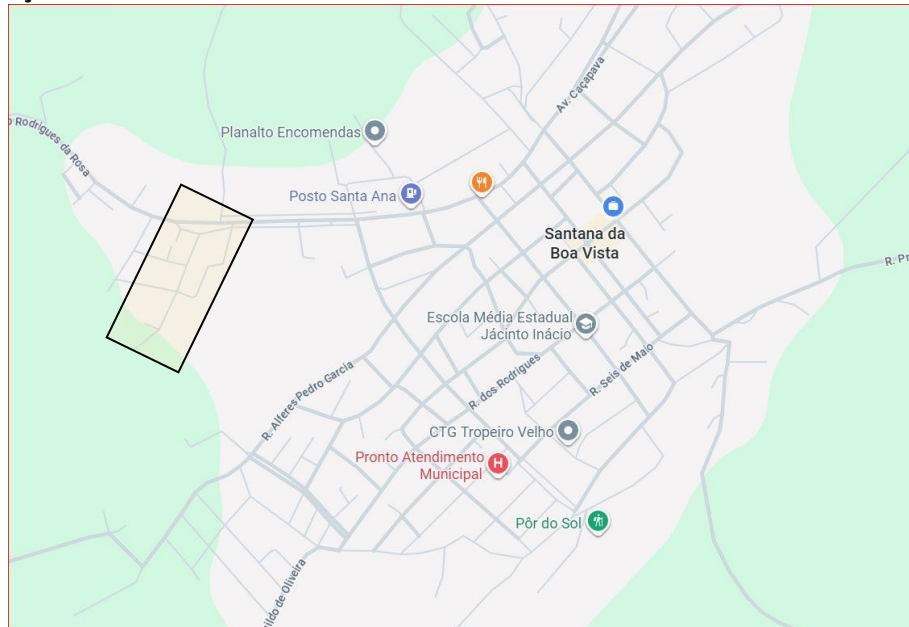 Av. Caçapava
o Rodrigues da Rosa
Planalto Encomendas
Posto Santa Ana
Santana da
Boa Vista
R. Pr
Escola Média Estadual
Jácinto Inácio
R. dos Rodrigues
R. Seis de Maio
R. Alferes Pedro Garcia
CTG Tropeiro Velho
Pronto Atendimento
Municipal
H
Pôr do Sol
ildo de Oliveira